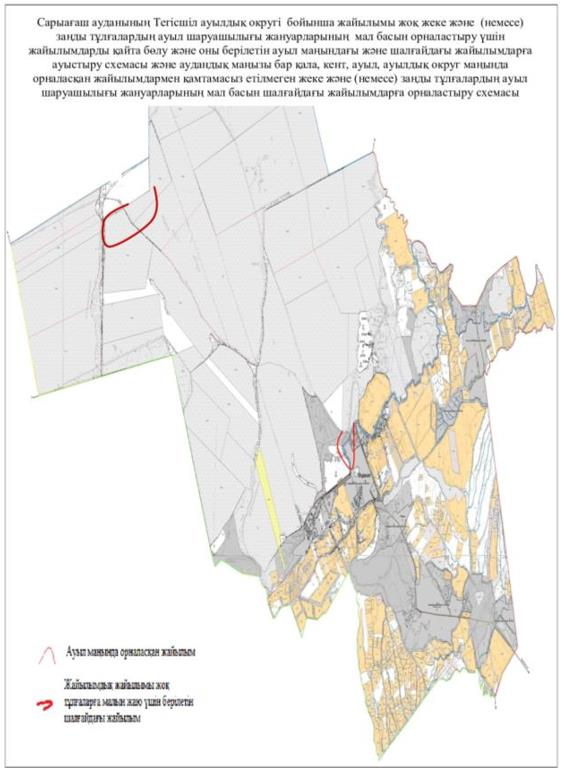 Сарыағаш ауданының Тегісшіл ауылдық округі бойынша жайылымы жоқ жеке және (немесе)
заңды тұлғалардың ауыл шаруашылығы жануарларының мал басын орналастыру үшін
жайылымдарды қайта бөлу және оны берілетін ауыл маңындағы және шалғайдағы жайылымдарға
ауыстыру схемасы және аудандық маңызы бар қала, кент, ауыл, ауылдық округ маңында
орналасқан жайылымдармен қамтамасыз етілмеген жеке және (немесе) заңды тұлғалардың ауыл
шаруашылығы жануарларының мал басын шалғайдағы жайылымдарға орналастыру схемасы
Ауыл маңында орналасқан жайылым
Жайылымдық жайылымы жоқ
тұлғаларға малын жаю үшін берілетін
шалғайдағы жайылым